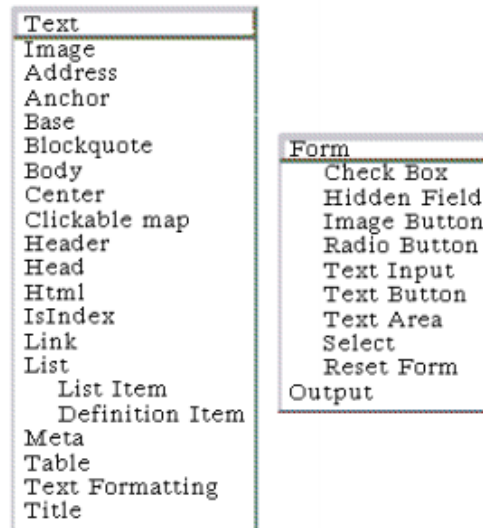 Text
Image
Address
Anchor
Base
Blockquote
Body
Center
Clickable map
Header
Head
Html
IsIndex
Link
List
List Item
Definition Item
Meta
Table
Text Formatting
Title
Form
Check Box
Hidden Field
Image Button
Radio Button
Text Input
Text Button
Text Area
Select
Reset Form
Output